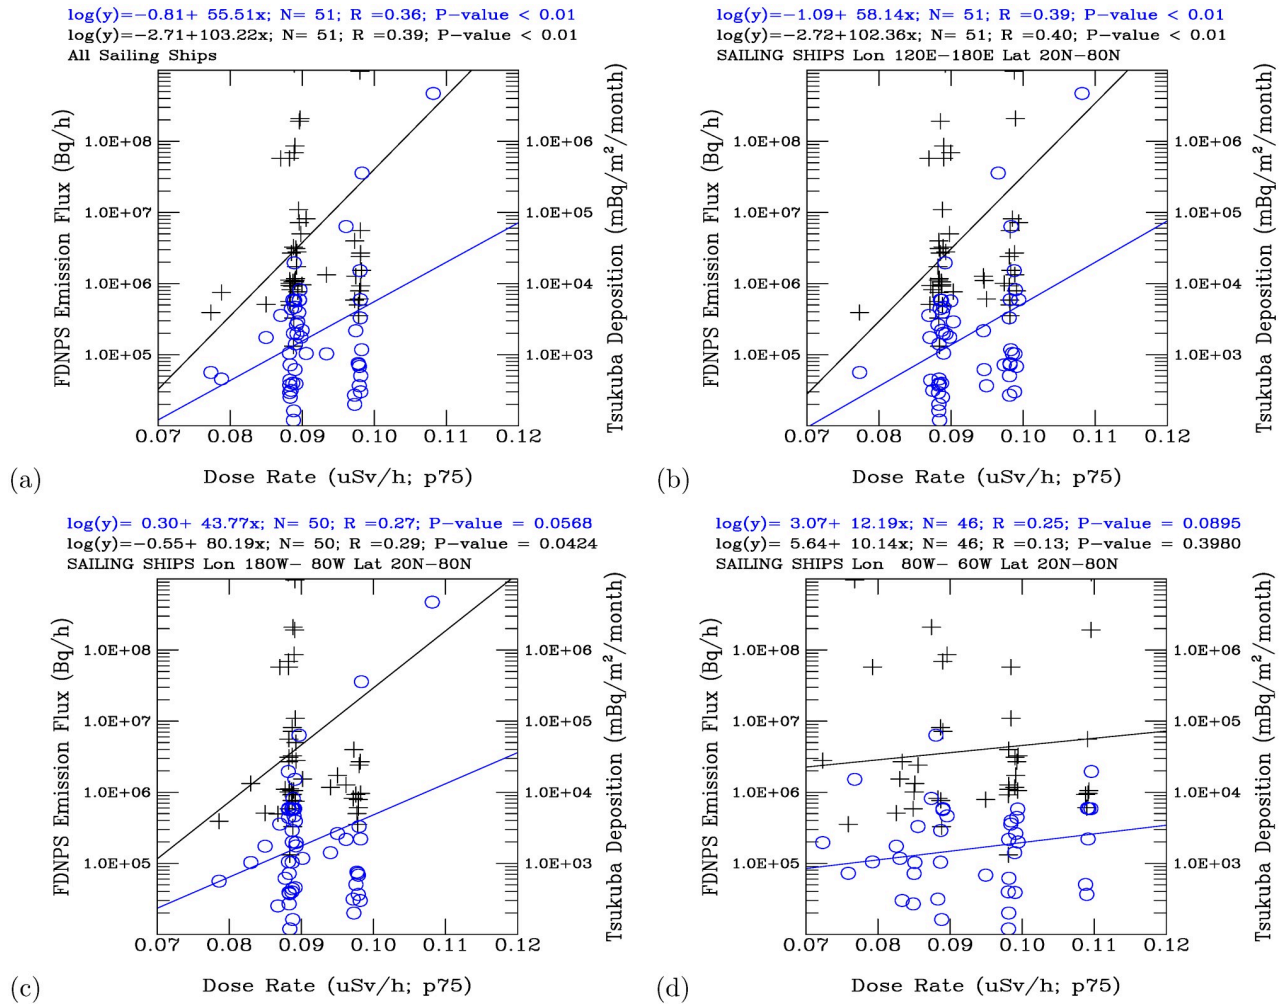 log(y)=−0.81+ 55.51x; N= 51; R =0.36; P−value < 0.01
log(y)=−2.71+103.22x; N= 51; R =0.39; P−value < 0.01
All Sailing Ships
FDNPS Emission Flux (Bq/h)
1.0E+08
1.0E+07
1.0E+06
1.0E+05
1.0E+06
1.0E+05
1.0E+04
1.0E+03
Tsukuba Deposition (mBq/m²/month)
0.07 0.08 0.09 0.10 0.11 0.12
(a) Dose Rate (uSv/h; p75)
log(y)=−1.09+ 58.14x; N= 51; R =0.39; P−value < 0.01
log(y)=−2.72+102.36x; N= 51; R =0.40; P−value < 0.01
SAILING SHIPS Lon 120E−180E Lat 20N−80N
FDNPS Emission Flux (Bq/h)
1.0E+08
1.0E+07
1.0E+06
1.0E+05
1.0E+06
1.0E+05
1.0E+04
1.0E+03
Tsukuba Deposition (mBq/m²/month)
0.07 0.08 0.09 0.10 0.11 0.12
(b) Dose Rate (uSv/h; p75)
log(y)= 0.30+ 43.77x; N= 50; R =0.27; P−value = 0.0568
log(y)=−0.55+ 80.19x; N= 50; R =0.29; P−value = 0.0424
SAILING SHIPS Lon 180W− 80W Lat 20N−80N
FDNPS Emission Flux (Bq/h)
1.0E+08
1.0E+07
1.0E+06
1.0E+05
1.0E+06
1.0E+05
1.0E+04
1.0E+03
Tsukuba Deposition (mBq/m²/month)
0.07 0.08 0.09 0.10 0.11 0.12
(c) Dose Rate (uSv/h; p75)
log(y)= 3.07+ 12.19x; N= 46; R =0.25; P−value = 0.0895
log(y)= 5.64+ 10.14x; N= 46; R =0.13; P−value = 0.3980
SAILING SHIPS Lon 80W− 60W Lat 20N−80N
FDNPS Emission Flux (Bq/h)
1.0E+08
1.0E+07
1.0E+06
1.0E+05
1.0E+06
1.0E+05
1.0E+04
1.0E+03
Tsukuba Deposition (mBq/m²/month)
0.07 0.08 0.09 0.10 0.11 0.12
(d) Dose Rate (uSv/h; p75)